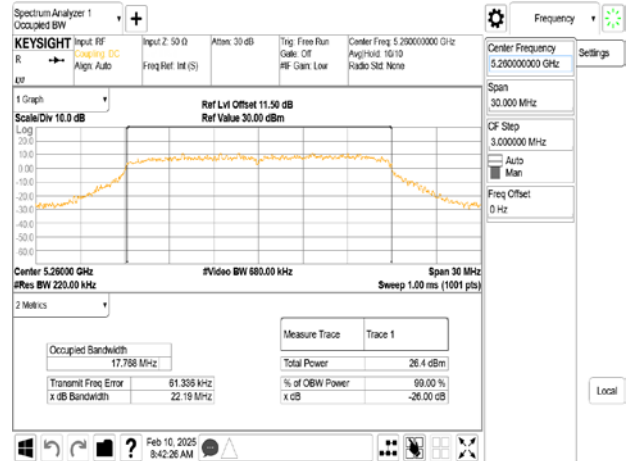 Spectrum Analyzer 1
Occupied BW
Frequency
KEYSIGHT
R
Input: RF
Coupling: DC
Align: Auto
Input Z: 50 Ω
Freq Ref: Int (S)
Atten: 30 dB
Trig: Free Run
Gate: Off
#IF Gain: Low
Center Freq: 5.260000000 GHz
Avg|Hold: 10/10
Radio Std: None
Center Frequency
5.260000000 GHz
Settings
Span
30.000 MHz
CF Step
3.000000 MHz
Auto
Man
Freq Offset
0 Hz
Local
1 Graph
Scale/Div 10.0 dB
Ref Lvl Offset 11.50 dB
Ref Value 30.00 dBm
Log
20.0
10.0
0.00
-10.0
-20.0
-30.0
-40.0
-50.0
-60.0
Center 5.26000 GHz
#Res BW 220.00 kHz
#Video BW 680.00 kHz
Span 30 MHz
Sweep 1.00 ms (1001 pts)
2 Metrics
Occupied Bandwidth
17.768 MHz
Transmit Freq Error 61.336 kHz
x dB Bandwidth 22.19 MHz
Measure Trace Trace 1
Total Power 26.4 dBm
% of OBW Power 99.00 %
x dB -26.00 dB
?
Feb 10, 2025
8:42:26 AM